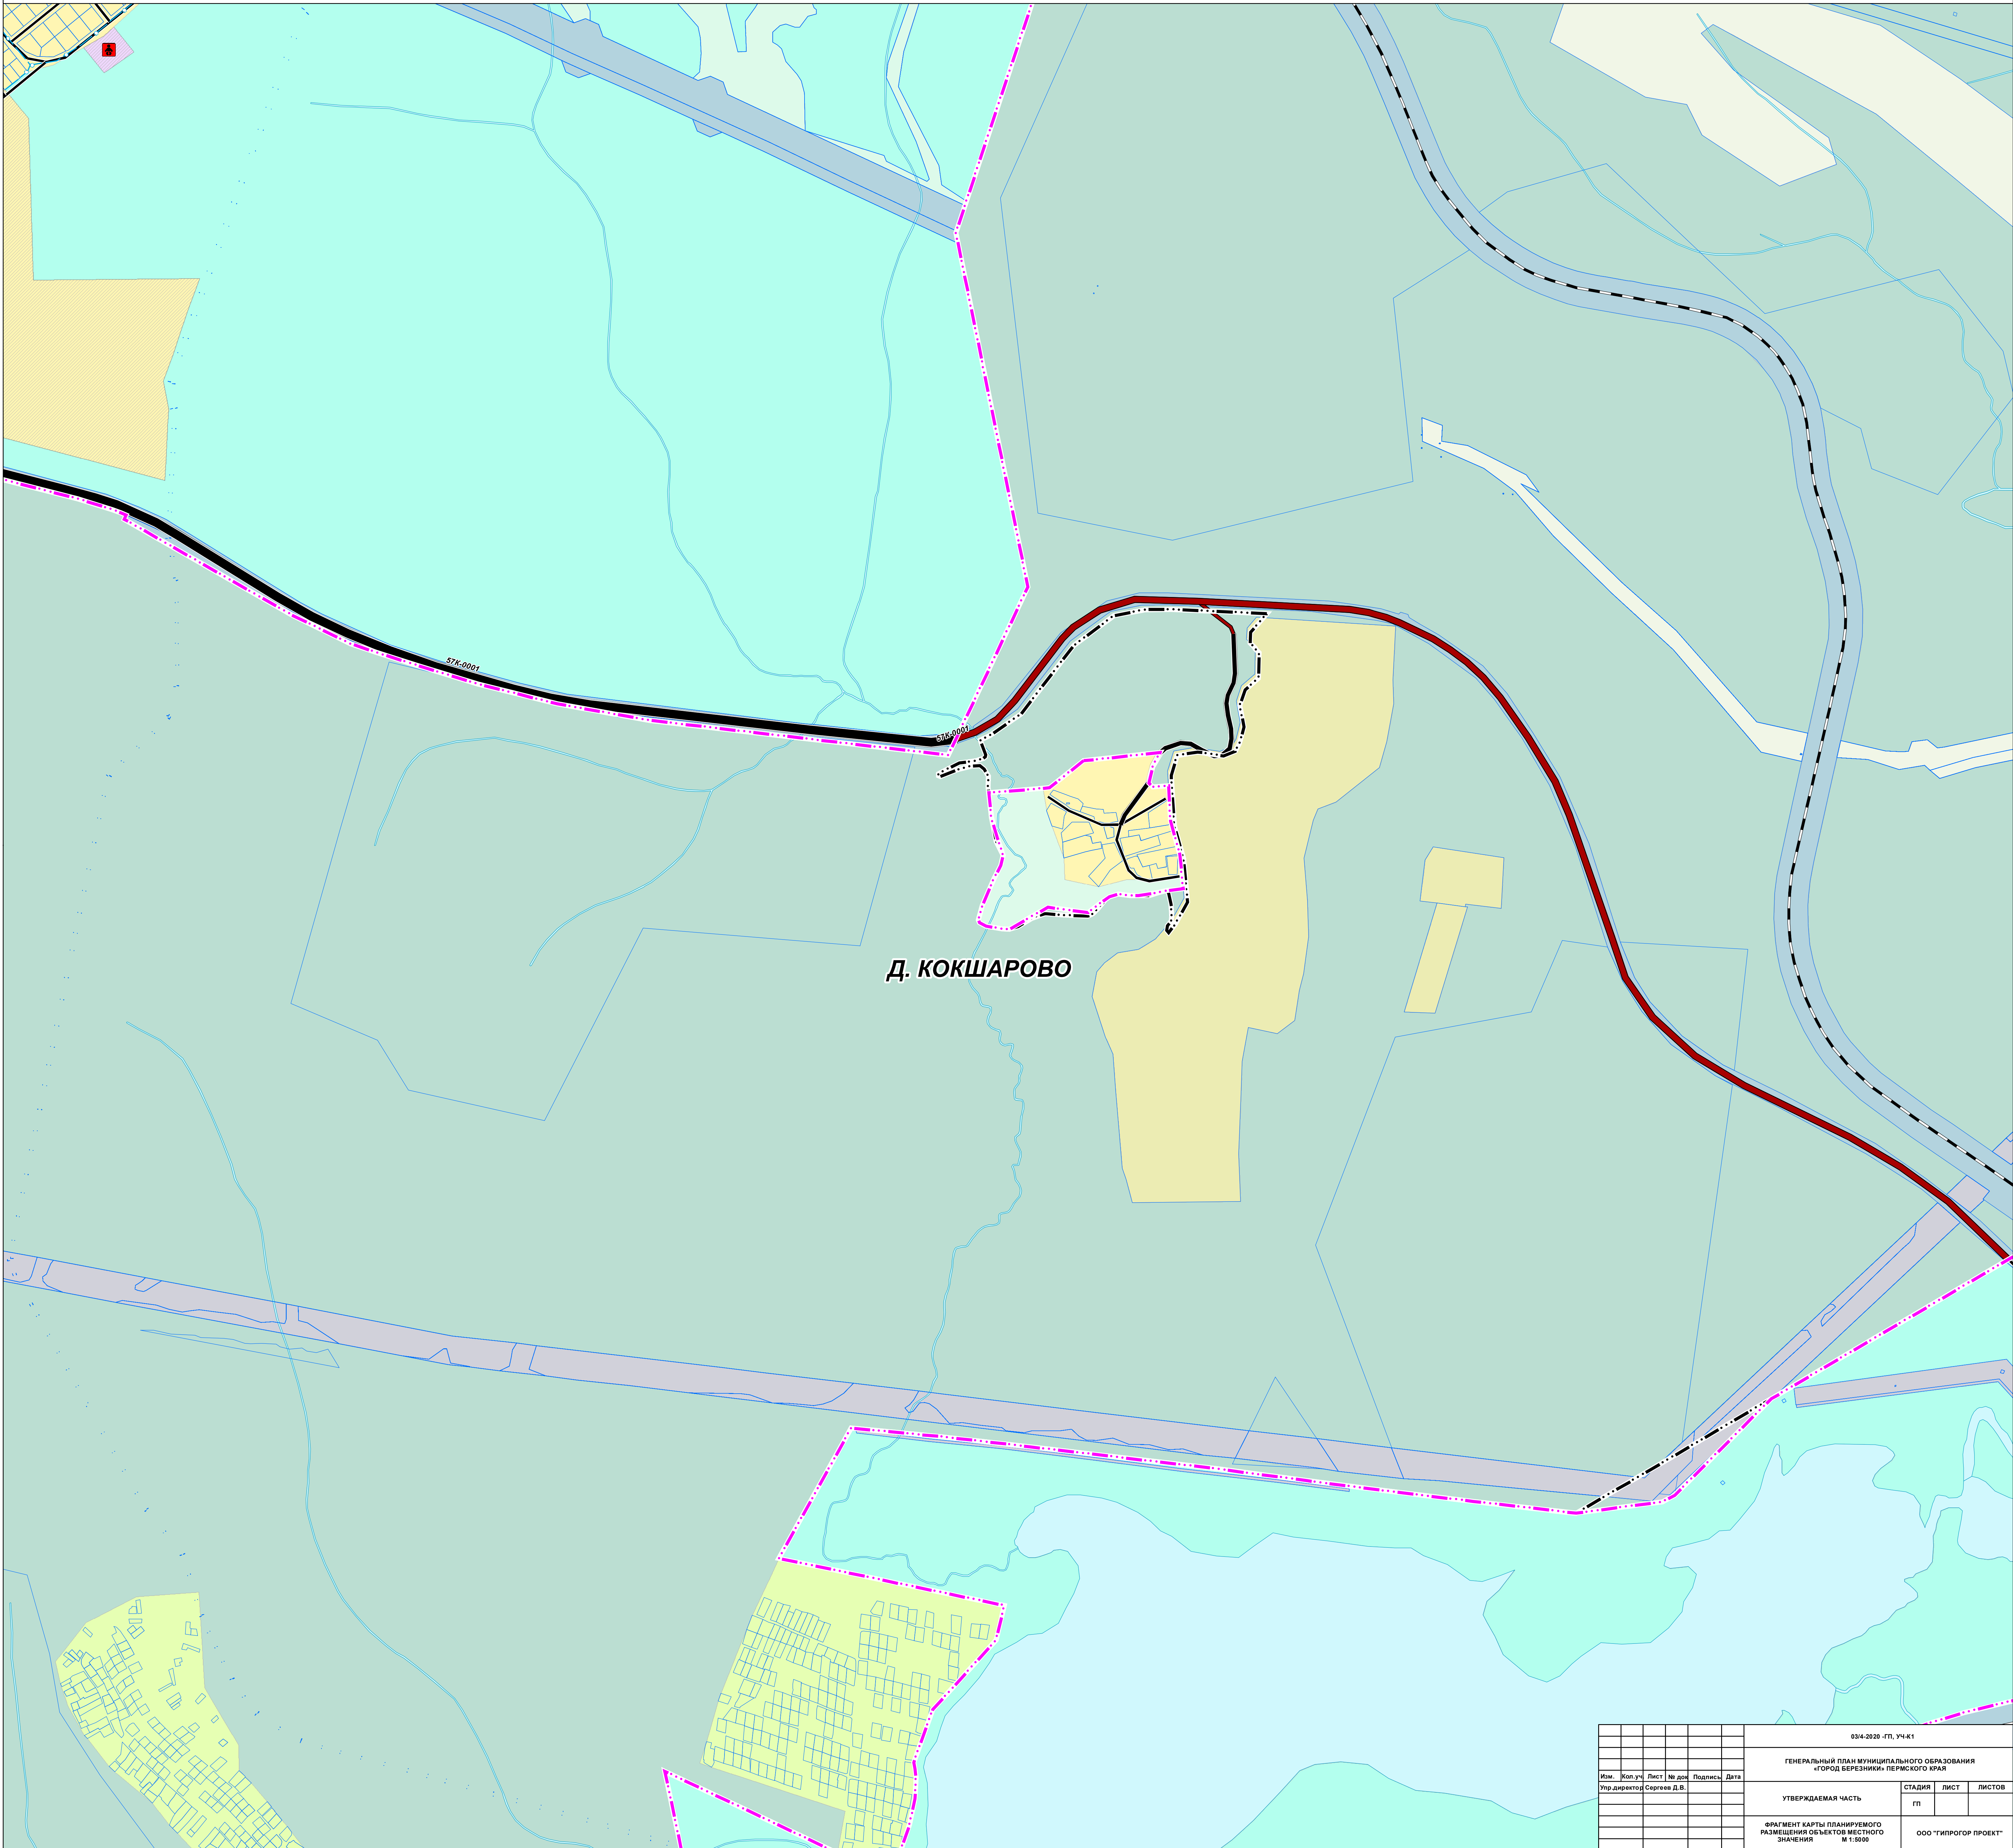 57К-0001
57К-0001
Д. КОКШАРОВО
03/4-2020 -ГП, УЧ-К1
ГЕНЕРАЛЬНЫЙ ПЛАН МУНИЦИПАЛЬНОГО ОБРАЗОВАНИЯ
«ГОРОД БЕРЕЗНИКИ» ПЕРМСКОГО КРАЯ
Изм. Кол.уч Лист № док Подпись Дата
Упр.директор Сергеев Д.В.
УТВЕРЖДАЕМАЯ ЧАСТЬ
СТАДИЯ ЛИСТ ЛИСТОВ
ГП
ФРАГМЕНТ КАРТЫ ПЛАНИРУЕМОГО
РАЗМЕЩЕНИЯ ОБЪЕКТОВ МЕСТНОГО
ЗНАЧЕНИЯ М 1:5000
ООО "ГИПРОГОР ПРОЕКТ"